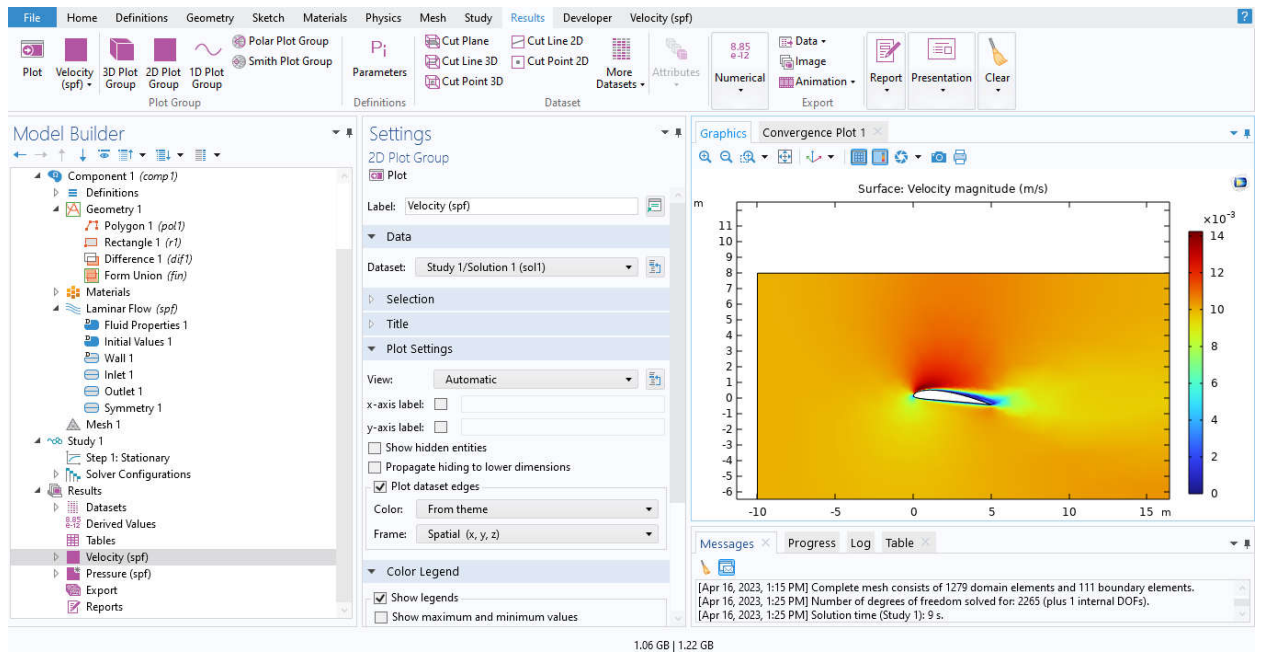 File Home Definitions Geometry Sketch Materials Physics Mesh Study Results Developer Velocity (spf) ?
Plot
Velocity (spf)
3D Plot Group
2D Plot Group
1D Plot Group
Polar Plot Group
Smith Plot Group
Plot Group
Pi
Parameters
Definitions
Cut Plane
Cut Line 3D
Cut Point 3D
Cut Line 2D
Cut Point 2D
More Datasets
Dataset
Attributes
8.85
e-12
Numerical
Data
Image
Animation
Export
Report
Presentation
Clear
Model Builder
Component 1 (comp1)
Definitions
Geometry 1
Polygon 1 (pol1)
Rectangle 1 (r1)
Difference 1 (dif1)
Form Union (fin)
Materials
Laminar Flow (spf)
Fluid Properties 1
Initial Values 1
Wall 1
Inlet 1
Outlet 1
Symmetry 1
Mesh 1
Study 1
Step 1: Stationary
Solver Configurations
Results
Datasets
8.85
e-12
Derived Values
Tables
Velocity (spf)
Pressure (spf)
Export
Reports
Settings
2D Plot Group
Plot
Label: Velocity (spf)
Data
Dataset: Study 1/Solution 1 (sol1)
Selection
Title
Plot Settings
View: Automatic
x-axis label:
y-axis label:
Show hidden entities
Propagate hiding to lower dimensions
Plot dataset edges
Color: From theme
Frame: Spatial (x, y, z)
Color Legend
Show legends
Show maximum and minimum values
Graphics Convergence Plot 1
Surface: Velocity magnitude (m/s)
m
11
10
9
8
7
6
5
4
3
2
1
0
-1
-2
-3
-4
-5
-6
-10 -5 0 5 10 15 m
×10⁻³
14
12
10
8
6
4
2
0
Messages Progress Log Table
[Apr 16, 2023, 1:15 PM] Complete mesh consists of 1279 domain elements and 111 boundary elements.
[Apr 16, 2023, 1:25 PM] Number of degrees of freedom solved for: 2265 (plus 1 internal DOFs).
[Apr 16, 2023, 1:25 PM] Solution time (Study 1): 9 s.
1.06 GB | 1.22 GB